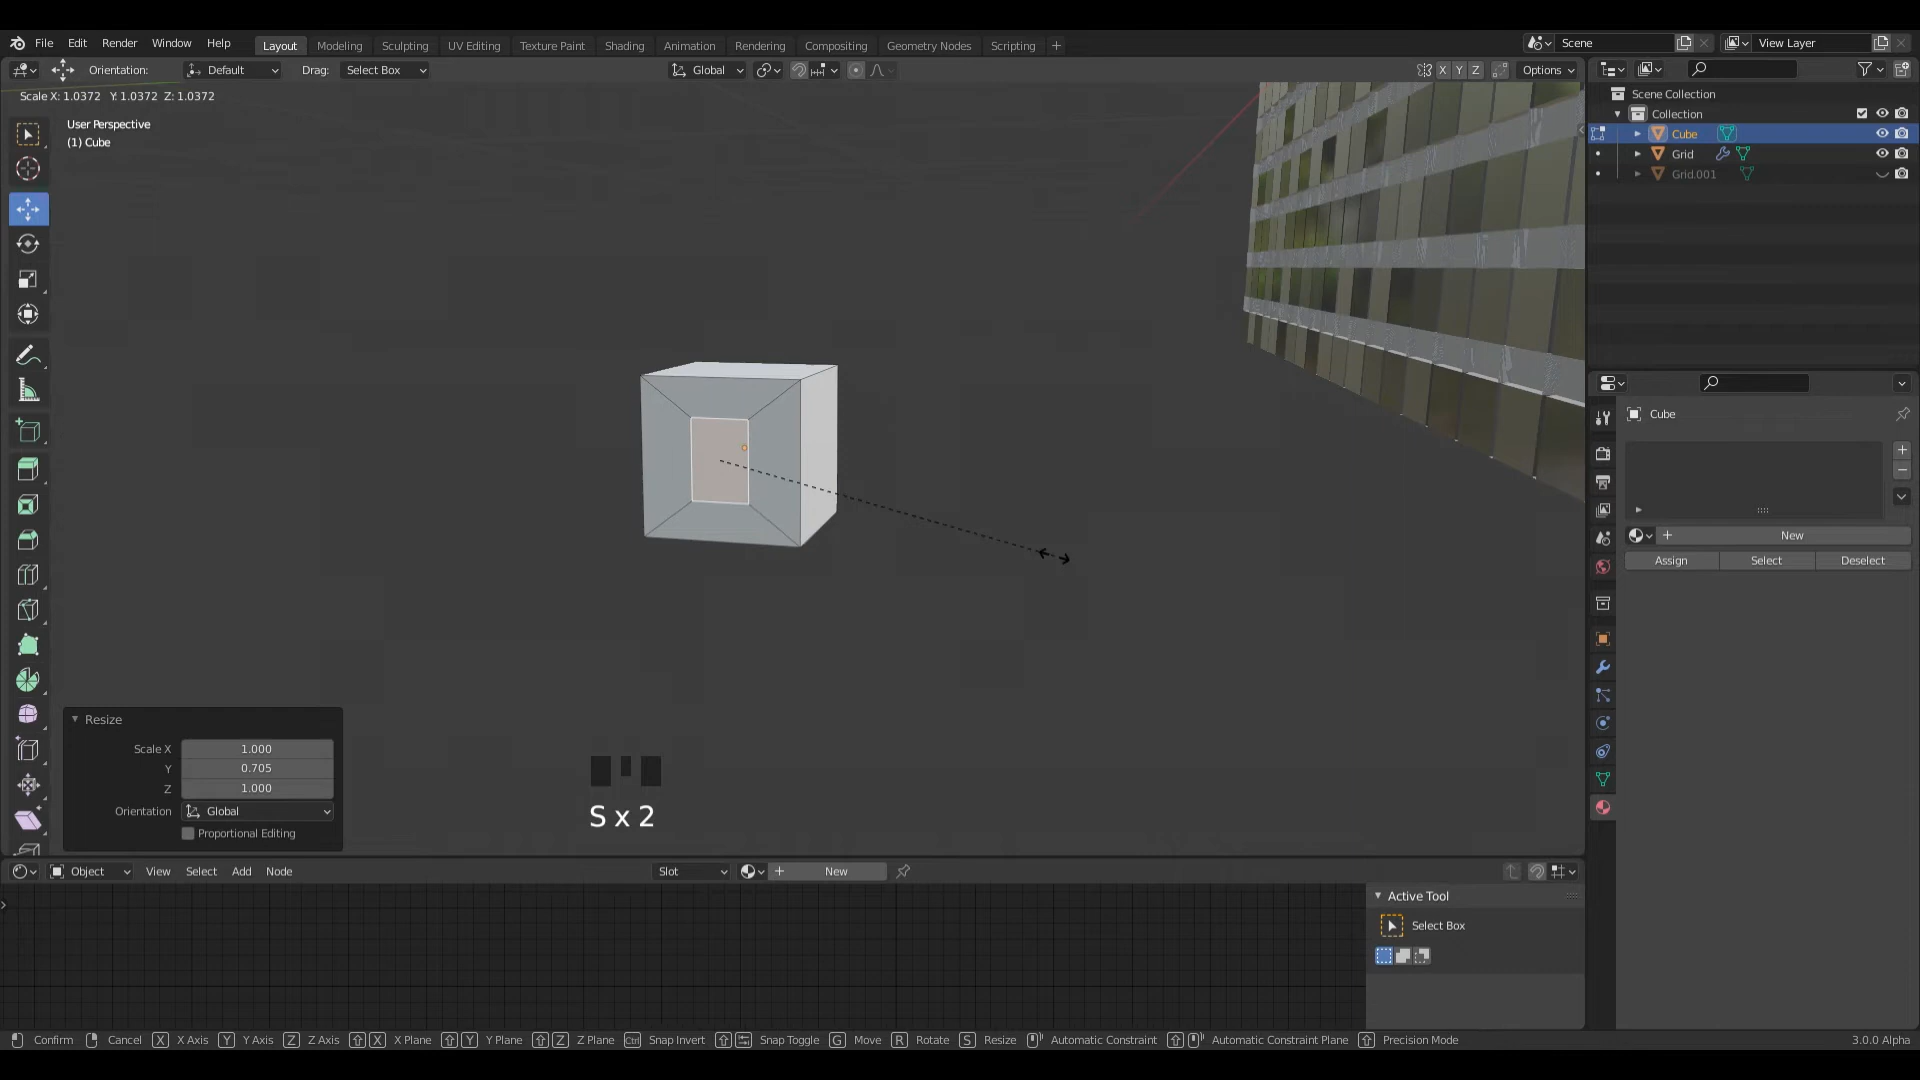 File Edit Render Window Help Layout Modeling Sculpting UV Editing Texture Paint Shading Animation Rendering Compositing Geometry Nodes Scripting + Scene View Layer
Orientation: Default Drag: Select Box Global X Y Z Options
Scale X: 1.0372 Y: 1.0372 Z: 1.0372
User Perspective
(1) Cube
Scene Collection
Collection
Cube
Grid
Grid.001
Cube
New
Assign Select Deselect
Resize
Scale X 1.000
Y 0.705
Z 1.000
Orientation Global
Proportional Editing
S x 2
Object View Select Add Node Slot New
Active Tool
Select Box
Confirm Cancel X X Axis Y Y Axis Z Z Axis X X Plane Y Y Plane Z Z Plane Ctrl Snap Invert Snap Toggle G Move R Rotate S Resize Automatic Constraint Automatic Constraint Plane Precision Mode 3.0.0 Alpha